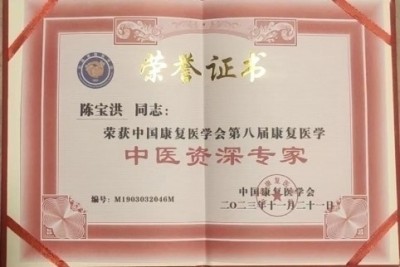 荣誉证书
陈宝洪 同志：
荣获中国康复医学会第八届康复医学
中医资深专家
编号：M1903032046M
中国康复医学会
二〇二三年十一月二十一日